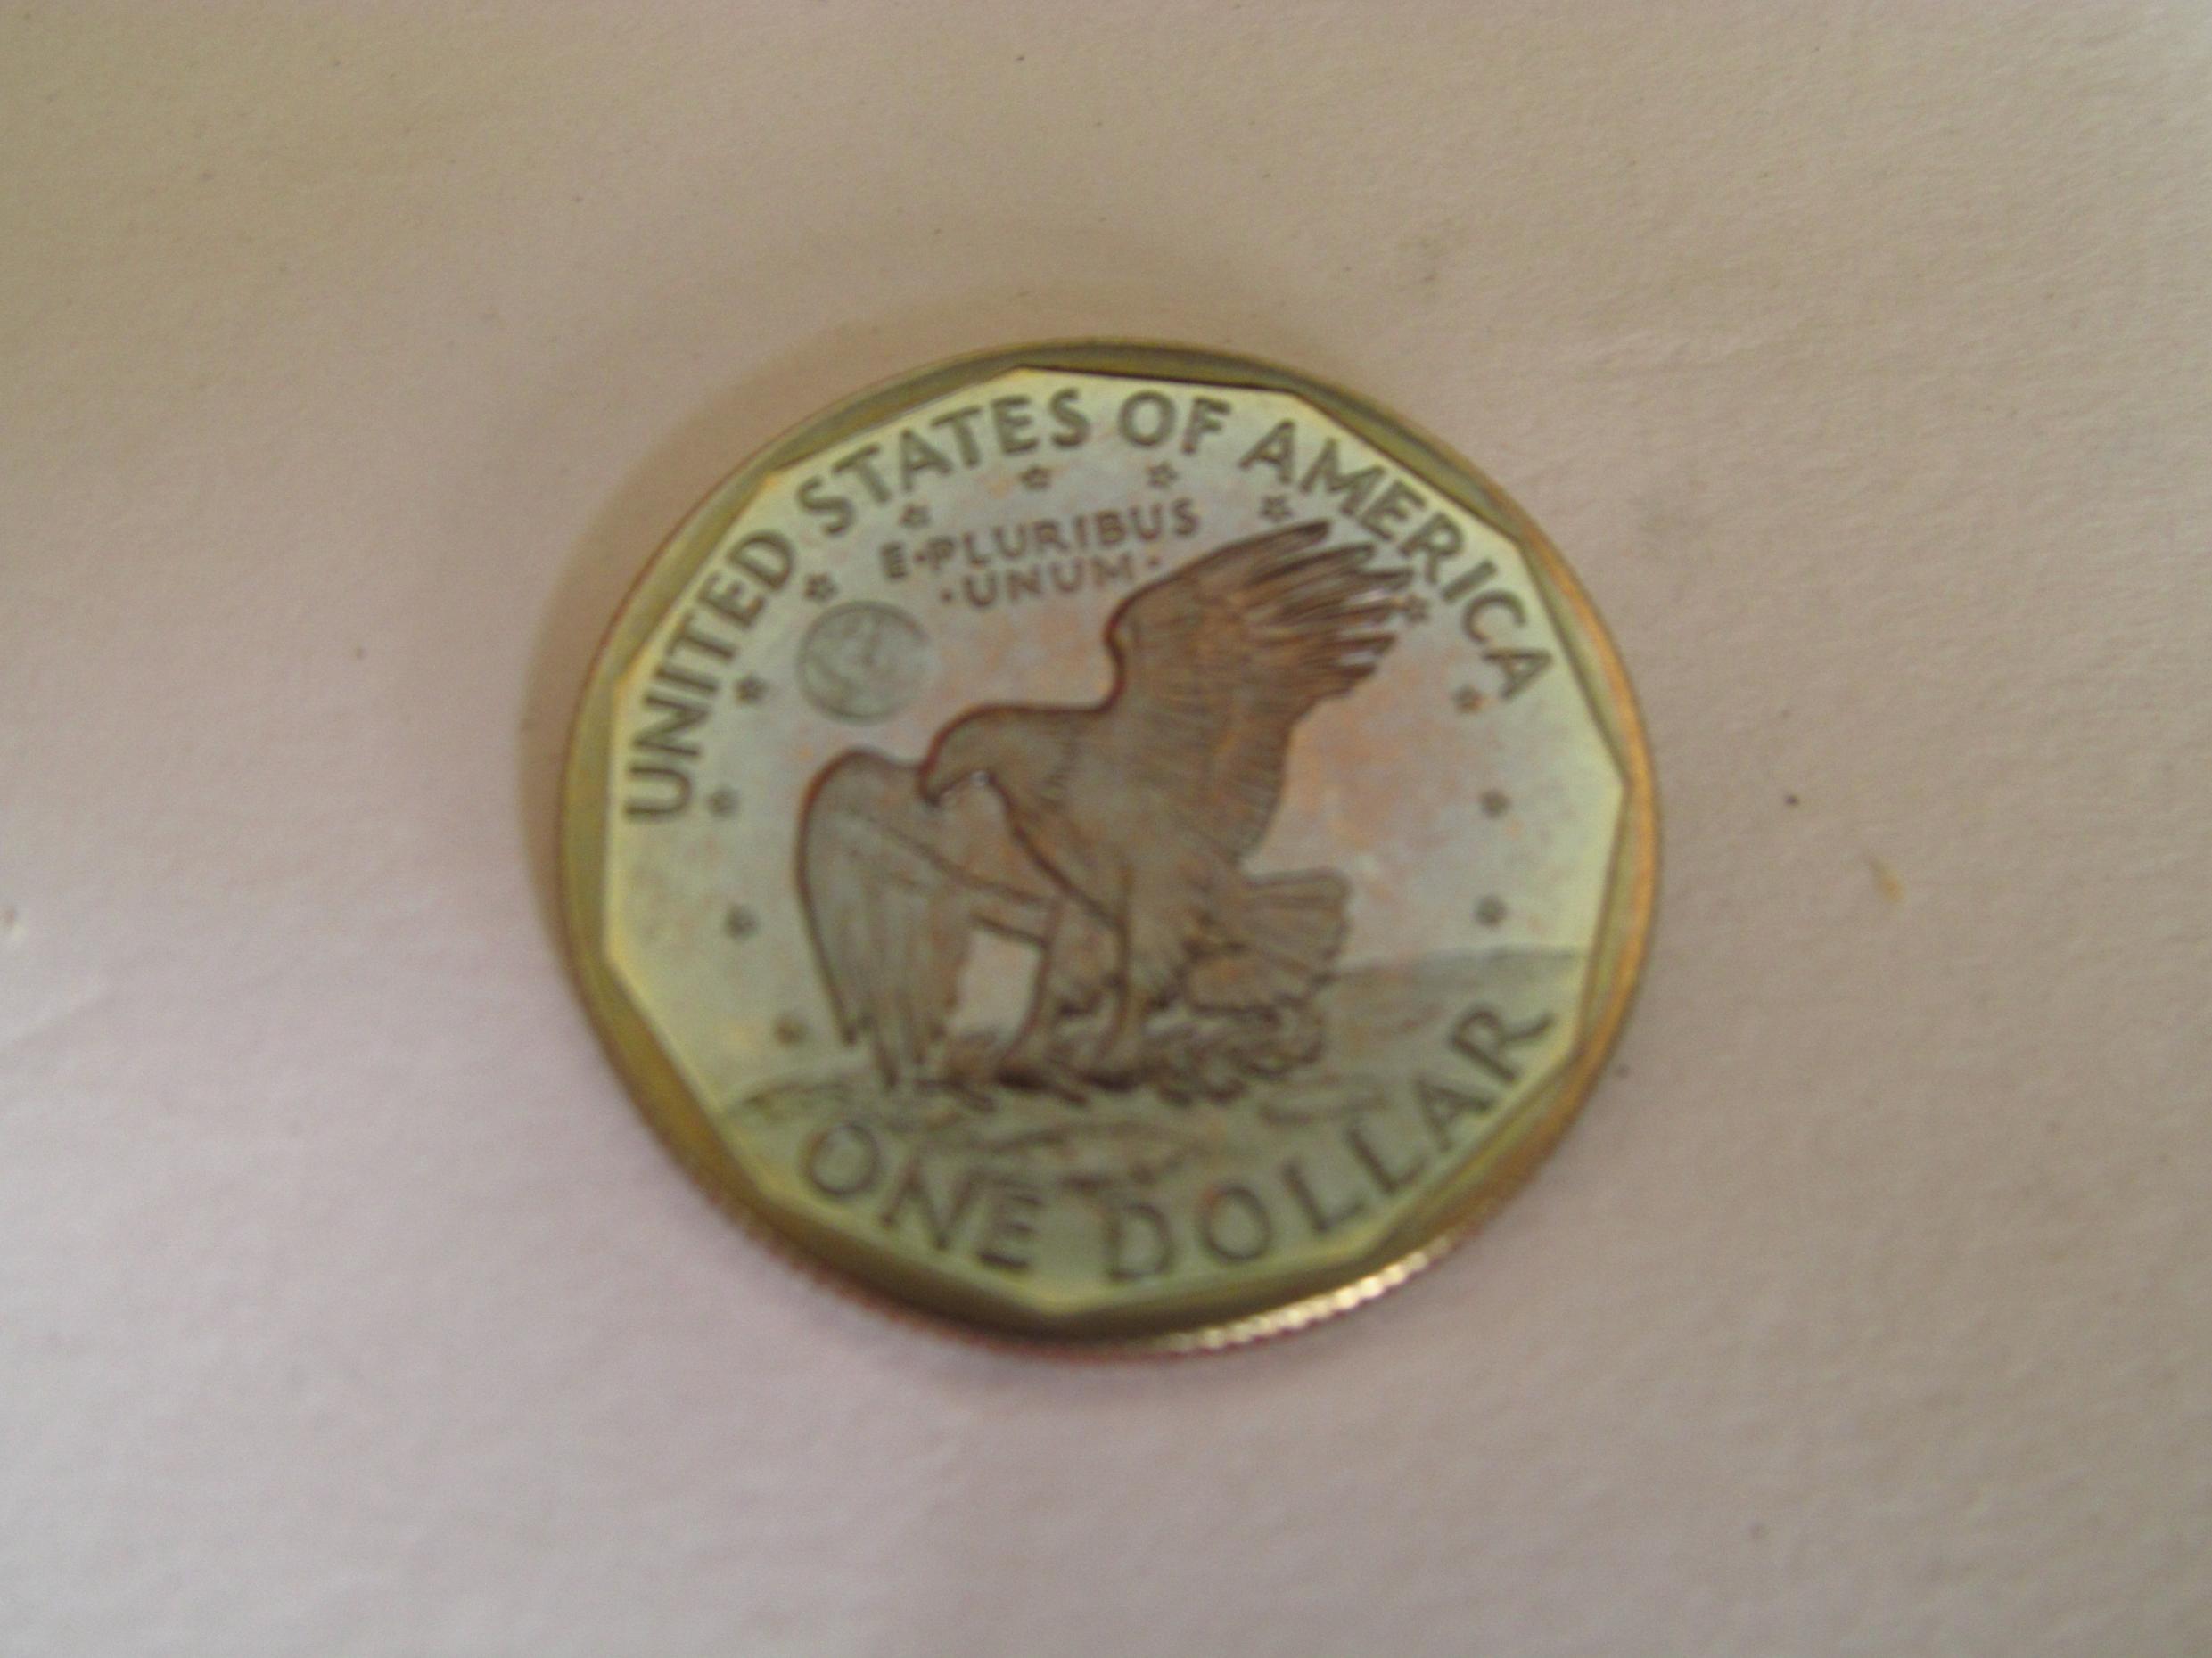 UNITED STATES OF AMERICA
E·PLURIBUS
·UNUM·
ONE DOLLAR